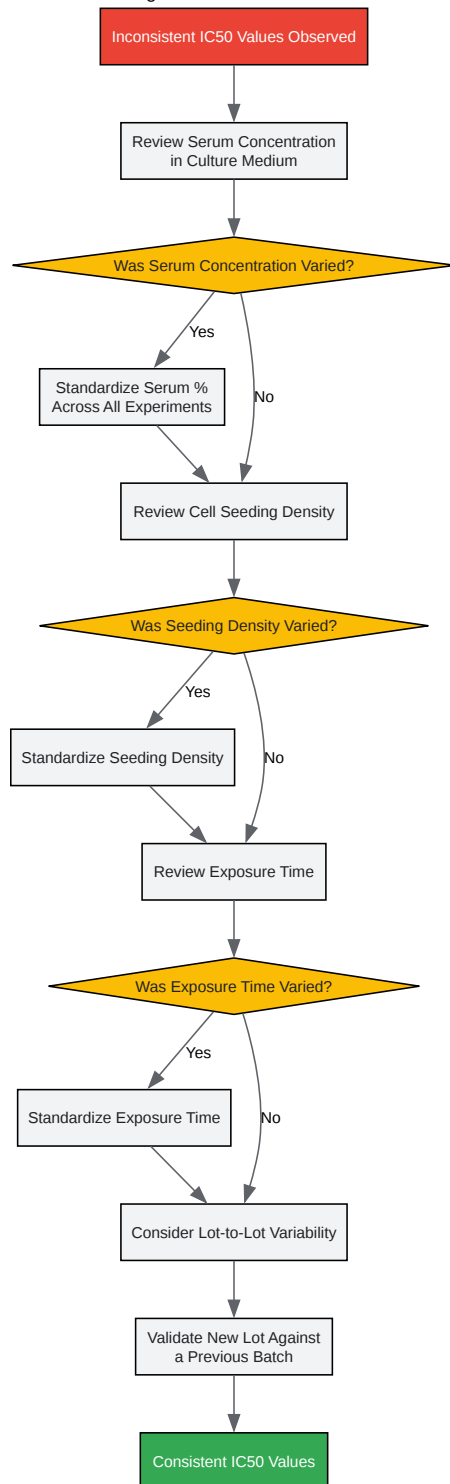 Inconsistent IC50 Values Observed
Review Serum Concentration
in Culture Medium
Was Serum Concentration Varied?
Yes
Standardize Serum %
Across All Experiments
No
Review Cell Seeding Density
Was Seeding Density Varied?
Yes
Standardize Seeding Density
No
Review Exposure Time
Was Exposure Time Varied?
Yes
Standardize Exposure Time
No
Consider Lot-to-Lot Variability
Validate New Lot Against
a Previous Batch
Consistent IC50 Values